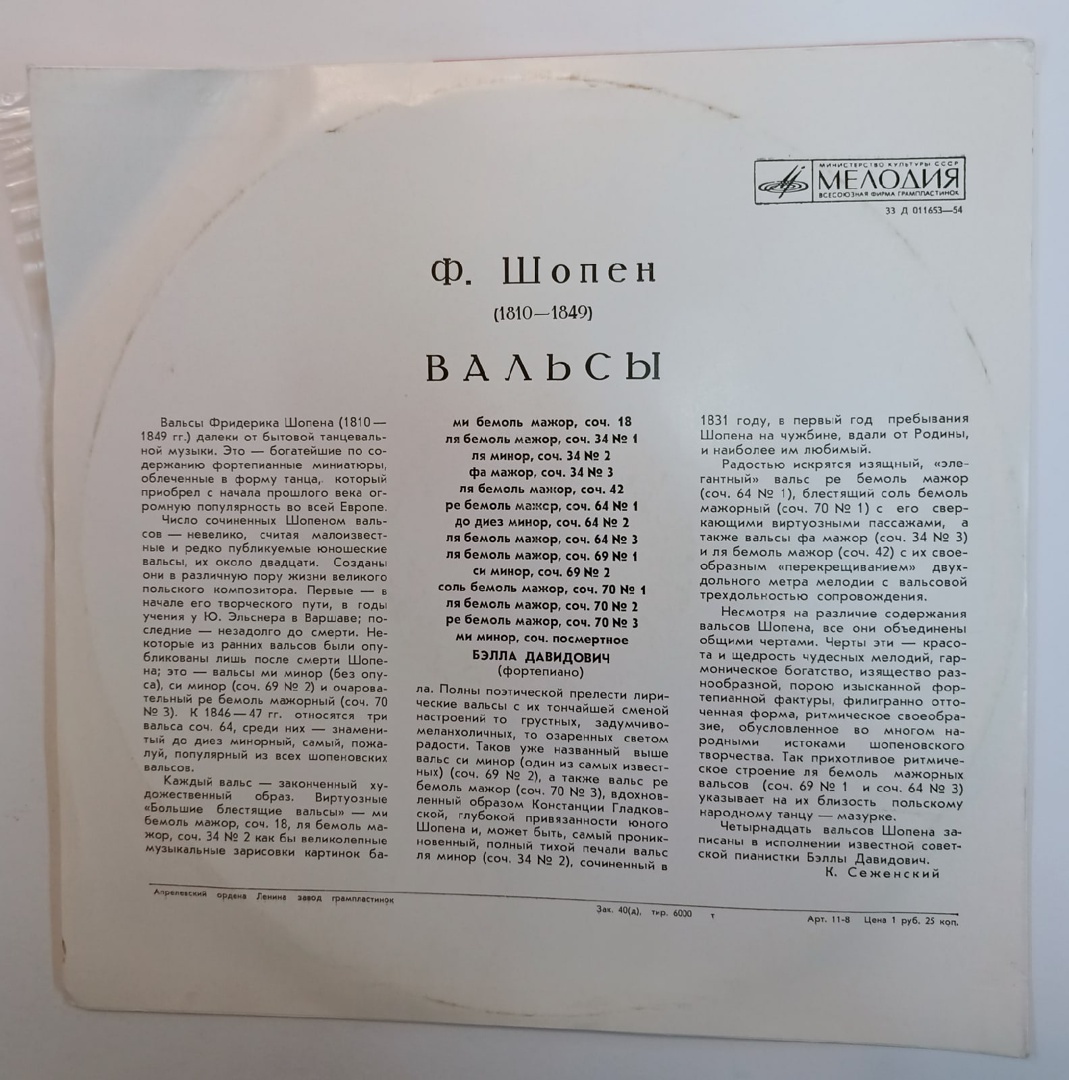 МИНИСТЕРСТВО КУЛЬТУРЫ СССР
МЕЛОДИЯ
ВСЕСОЮЗНАЯ ФИРМА ГРАМПЛАСТИНОК
33 Д 011653—54
Ф. Шопен
(1810—1849)
ВАЛЬСЫ
Вальсы Фридерика Шопена (1810—
1849 гг.) далеки от бытовой танцеваль-
ной музыки. Это — богатейшие по со-
держанию фортепианные миниатюры,
облеченные в форму танца, который
приобрел с начала прошлого века ог-
ромную популярность во всей Европе.
Число сочиненных Шопеном валь-
сов — невелико, считая малоизвест-
ные и редко публикуемые юношеские
вальсы, их около двадцати. Созданы
они в различную пору жизни великого
польского композитора. Первые — в
начале его творческого пути, в годы
учения у Ю. Эльснера в Варшаве; по-
следние — незадолго до смерти. Не-
которые из ранних вальсов были опу-
бликованы лишь после смерти Шопе-
на; это — вальсы ми минор (без опу-
са), си минор (соч. 69 № 2) и очарова-
тельный ре бемоль мажорный (соч. 70
№ 3). К 1846—47 гг. относятся три
вальса соч. 64, среди них — знамени-
тый до диез минорный, самый, пожа-
луй, популярный из всех шопеновских
вальсов.
Каждый вальс — законченный ху-
дожественный образ. Виртуозные
«Большие блестящие вальсы» — ми
бемоль мажор, соч. 18, ля бемоль ма-
жор, соч. 34 № 2 как бы великолепные
музыкальные зарисовки картинок ба-
ми бемоль мажор, соч. 18
ля бемоль мажор, соч. 34 № 1
ля минор, соч. 34 № 2
фа мажор, соч. 34 № 3
ля бемоль мажор, соч. 42
ре бемоль мажор, соч. 64 № 1
до диез минор, соч. 64 № 2
ля бемоль мажор, соч. 64 № 3
ля бемоль мажор, соч. 69 № 1
си минор, соч. 69 № 2
соль бемоль мажор, соч. 70 № 1
ля бемоль мажор, соч. 70 № 2
ре бемоль мажор, соч. 70 № 3
ми минор, соч. посмертное
БЭЛЛА ДАВИДОВИЧ
(фортепиано)
ла. Полны поэтической прелести лири-
ческие вальсы с их тончайшей сменой
настроений то грустных, задумчиво-
меланхоличных, то озаренных светом
радости. Таков уже названный выше
вальс си минор (один из самых извест-
ных) (соч. 69 № 2), а также вальс ре
бемоль мажор (соч. 70 № 3), вдохнов-
ленный образом Констанции Гладков-
ской, глубокой привязанности юного
Шопена и, может быть, самый проник-
новенный, полный тихой печали вальс
ля минор (соч. 34 № 2), сочиненный в
1831 году, в первый год пребывания
Шопена на чужбине, вдали от Родины,
и наиболее им любимый.
Радостью искрятся изящный, «эле-
гантный» вальс ре бемоль мажор
(соч. 64 № 1), блестящий соль бемоль
мажорный (соч. 70 № 1) с его свер-
кающими виртуозными пассажами, а
также вальсы фа мажор (соч. 34 № 3)
и ля бемоль мажор (соч. 42) с их свое-
образным «перекрещиванием» двух-
дольного метра мелодии с вальсовой
трехдольностью сопровождения.
Несмотря на различие содержания
вальсов Шопена, все они объединены
общими чертами. Черты эти — красо-
та и щедрость чудесных мелодий, гар-
моническое богатство, изящество раз-
нообразной, порою изысканной фор-
тепианной фактуры, филигранно отто-
ченная форма, ритмическое своеобра-
зие, обусловленное во многом на-
родными истоками шопеновского
творчества. Так прихотливое ритмиче-
ское строение ля бемоль мажорных
вальсов (соч. 69 № 1 и соч. 64 № 3)
указывает на их близость польскому
народному танцу — мазурке.
Четырнадцать вальсов Шопена за-
писаны в исполнении известной совет-
ской пианистки Бэллы Давидович.
К. Сеженский
Апрелевский ордена Ленина завод грампластинок
Зак. 40(д), тир. 6000 т
Арт. 11-8 Цена 1 руб. 25 коп.